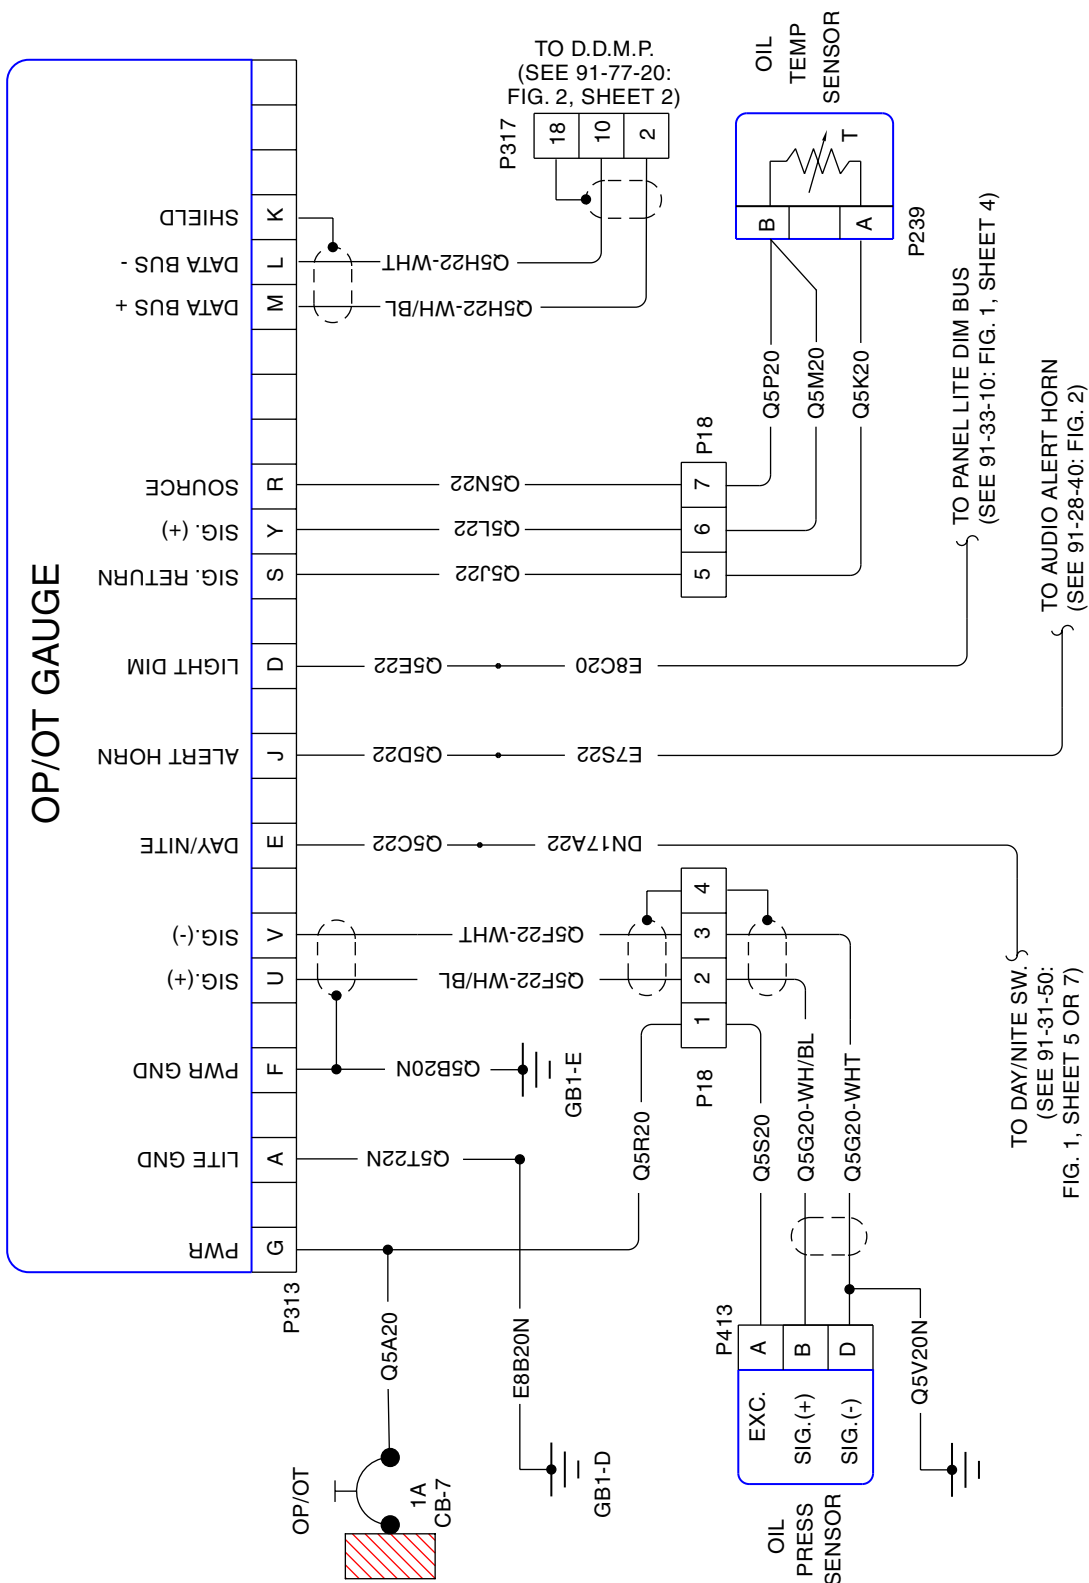 OP/OT GAUGE
SHIELD
DATA BUS -
DATA BUS +
SOURCE
SIG. (+)
SIG. RETURN
LIGHT DIM
ALERT HORN
DAY/NITE
SIG.(-)
SIG.(+)
PWR GND
LITE GND
PWR
K
L
M
R
Y
S
D
J
E
V
U
F
A
G
P313
TO D.D.M.P.
(SEE 91-77-20:
FIG. 2, SHEET 2)
P317
18
10
2
Q5H22-WHT
Q5H22-WH/BL
OIL
TEMP
SENSOR
T
B
A
P239
Q5P20
Q5M20
Q5K20
P18
7
6
5
Q5N22
Q5L22
Q5J22
Q5E22
E8C20
TO PANEL LITE DIM BUS
(SEE 91-33-10: FIG. 1, SHEET 4)
Q5D22
E7S22
TO AUDIO ALERT HORN
(SEE 91-28-40: FIG. 2)
Q5C22
DN17A22
TO DAY/NITE SW.
(SEE 91-31-50:
FIG. 1, SHEET 5 OR 7)
Q5F22-WHT
Q5F22-WH/BL
4
3
2
1
P18
Q5B20N
GB1-E
Q5T22N
Q5R20
Q5S20
Q5G20-WH/BL
Q5G20-WHT
Q5A20
E8B20N
GB1-D
OP/OT
1A
CB-7
P413
A
B
D
EXC.
SIG.(+)
SIG.(-)
Q5V20N
OIL
PRESS
SENSOR